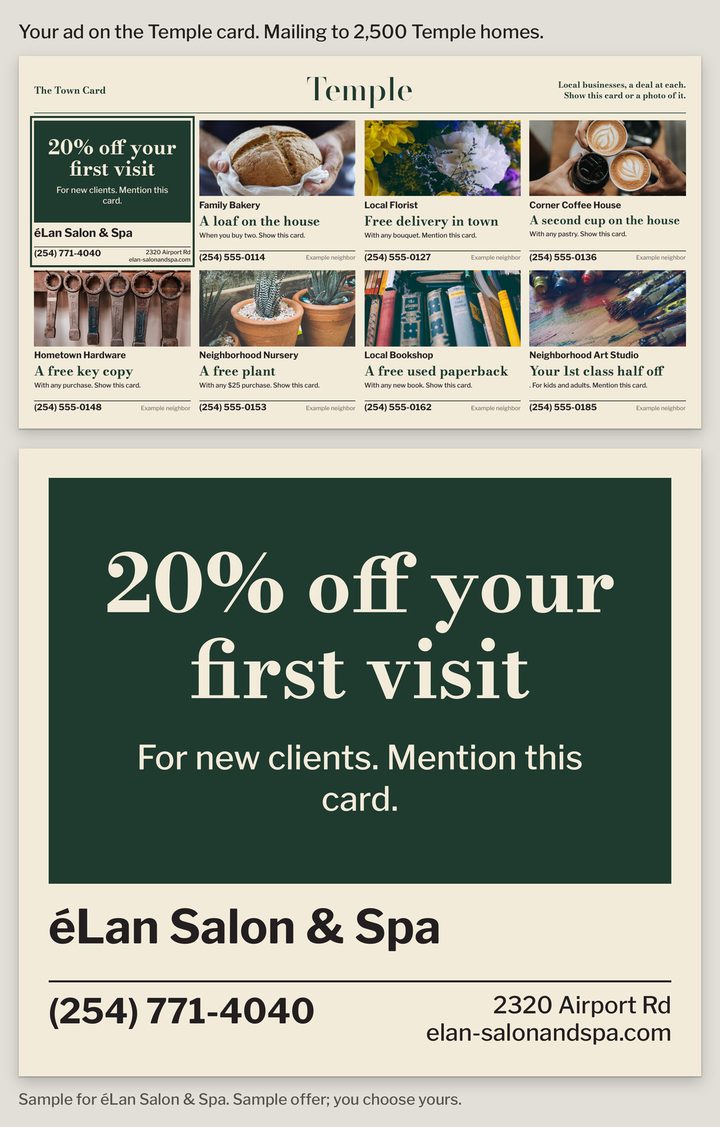 Your ad on the Temple card. Mailing to 2,500 Temple homes.
The Town Card
Temple
Local businesses, a deal at each.
Show this card or a photo of it.
20% off your
first visit
For new clients. Mention this
card.
éLan Salon & Spa
(254) 771-4040
2320 Airport Rd
elan-salonandspa.com
Family Bakery
A loaf on the house
When you buy two. Show this card.
(254) 555-0114
Example neighbor
Local Florist
Free delivery in town
With any bouquet. Mention this card.
(254) 555-0127
Example neighbor
Corner Coffee House
A second cup on the house
With any pastry. Show this card.
(254) 555-0136
Example neighbor
Hometown Hardware
A free key copy
With any purchase. Show this card.
(254) 555-0148
Example neighbor
Neighborhood Nursery
A free plant
With any $25 purchase. Show this card.
(254) 555-0153
Example neighbor
Local Bookshop
A free used paperback
With any new book. Show this card.
(254) 555-0162
Example neighbor
Neighborhood Art Studio
Your 1st class half off
. For kids and adults. Mention this card.
(254) 555-0185
Example neighbor
20% off your
first visit
For new clients. Mention this
card.
éLan Salon & Spa
(254) 771-4040
2320 Airport Rd
elan-salonandspa.com
Sample for éLan Salon & Spa. Sample offer; you choose yours.